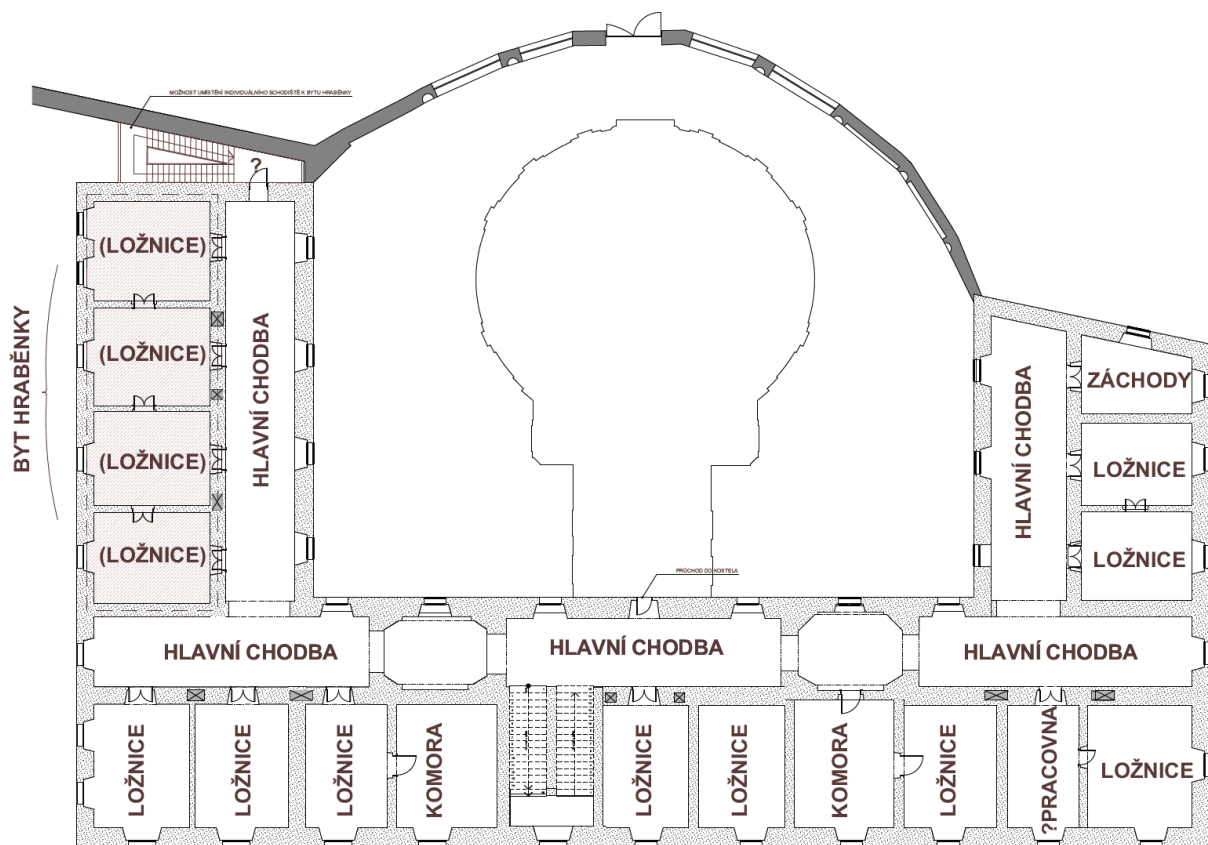 MOŽNOST UMÍSTĚNÍ INDIVIDUÁLNÍHO SCHODIŠTĚ K BYTU HRABĚNKY
?
(LOŽNICE)
(LOŽNICE)
(LOŽNICE)
(LOŽNICE)
BYT HRABĚNKY
HLAVNÍ CHODBA
HLAVNÍ CHODBA
ZÁCHODY
LOŽNICE
LOŽNICE
PRŮCHOD DO KOSTELA
HLAVNÍ CHODBA
HLAVNÍ CHODBA
HLAVNÍ CHODBA
LOŽNICE
LOŽNICE
LOŽNICE
KOMORA
LOŽNICE
LOŽNICE
KOMORA
LOŽNICE
?PRACOVNA
LOŽNICE